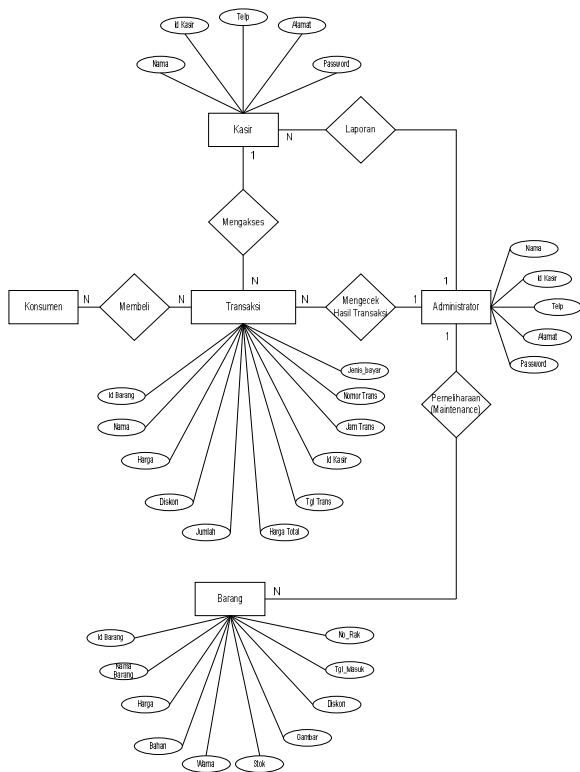 Telp
Id Kasir
Alamat
Nama
Password
Kasir
N
Laporan
1
Mengakses
Nama
Id Kasir
N
1
Konsumen
N
Membeli
N
Transaksi
N
Mengecek
Hasil Transaksi
1
Administrator
Telp
1
Alamat
Password
Jenis_bayar
Id Barang
Nomor Trans
Pemeliharaan
(Maintenance)
Nama
Jam Trans
Harga
Id Kasir
Diskon
Tgl Trans
Jumlah
Harga Total
Barang
N
Id Barang
No_Rak
Nama
Barang
Tgl_Masuk
Harga
Diskon
Bahan
Gambar
Warna
Stok